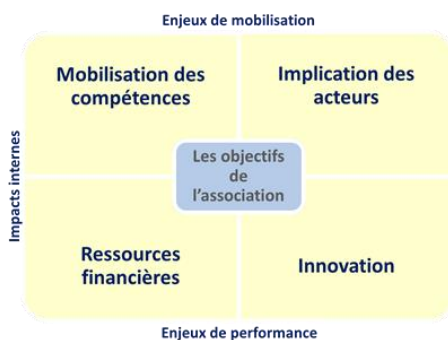 Enjeux de mobilisation
Mobilisation des
compétences
Implication des
acteurs
Impacts internes
Les objectifs
de
l'association
Ressources
financières
Innovation
Enjeux de performance